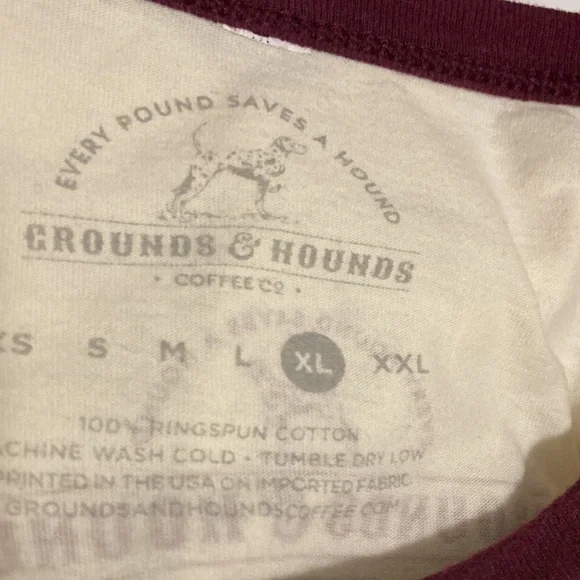 EVERY POUND SAVES A HOUND
GROUNDS & HOUNDS
• COFFEE CO •
XS S M L XL XXL
100% RINGSPUN COTTON
MACHINE WASH COLD • TUMBLE DRY LOW
PRINTED IN THE USA ON IMPORTED FABRIC
GROUNDSANDHOUNDSCOFFEE.COM